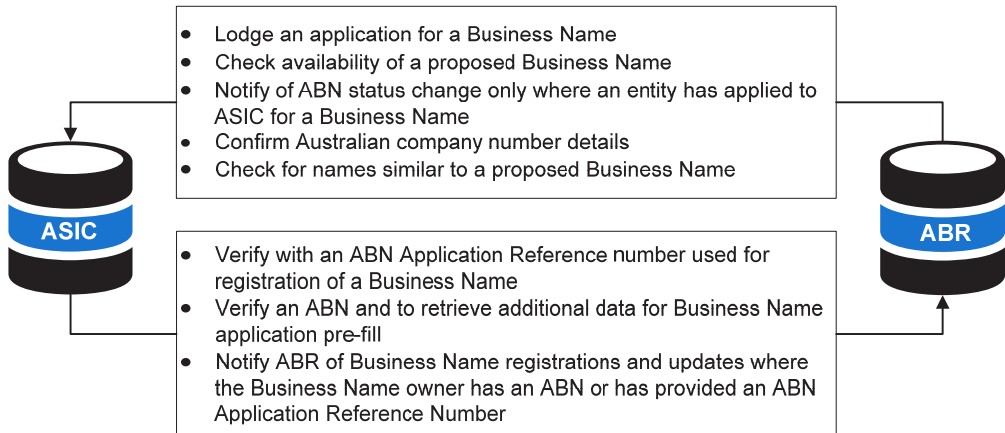 • Lodge an application for a Business Name
• Check availability of a proposed Business Name
• Notify of ABN status change only where an entity has applied to
ASIC for a Business Name
• Confirm Australian company number details
• Check for names similar to a proposed Business Name
ASIC
ABR
• Verify with an ABN Application Reference number used for
registration of a Business Name
• Verify an ABN and to retrieve additional data for Business Name
application pre-fill
• Notify ABR of Business Name registrations and updates where
the Business Name owner has an ABN or has provided an ABN
Application Reference Number